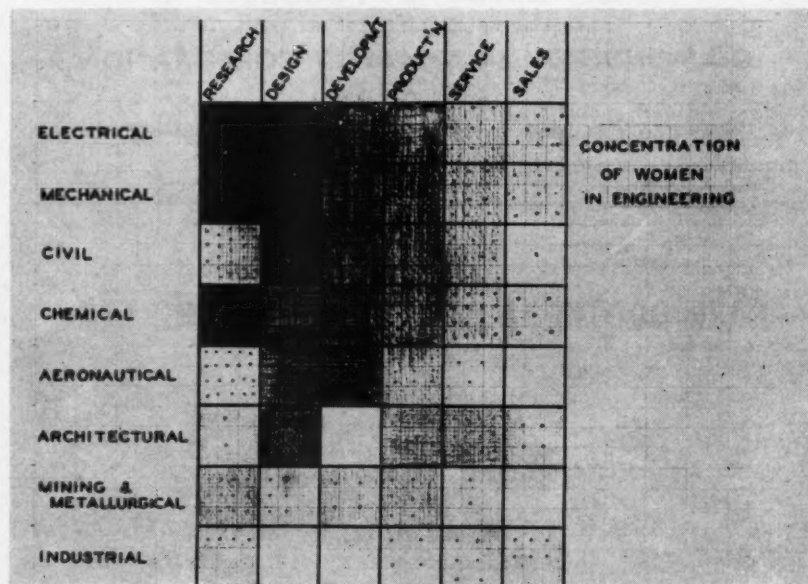 RESEARCH
DESIGN
DEVELOPM'T
PRODUCT'N
SERVICE
SALES
ELECTRICAL
MECHANICAL
CIVIL
CHEMICAL
AERONAUTICAL
ARCHITECTURAL
MINING &
METALLURGICAL
INDUSTRIAL
CONCENTRATION
OF WOMEN
IN ENGINEERING